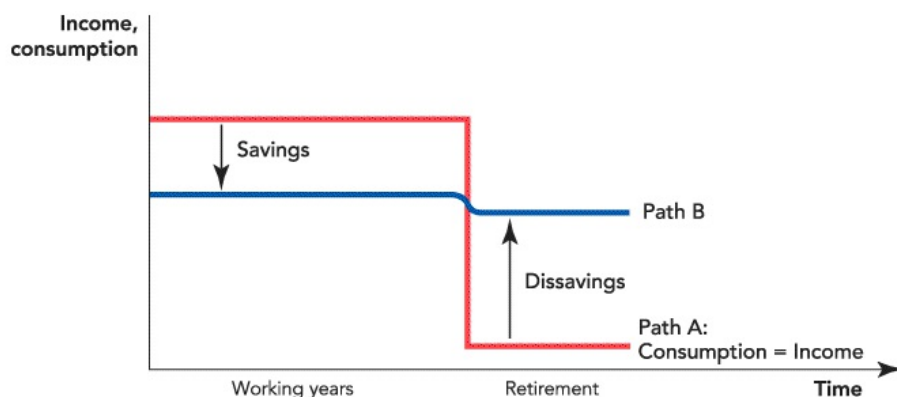 Income,
consumption
Savings
Path B
Dissavings
Path A:
Consumption = Income
Working years
Retirement
Time